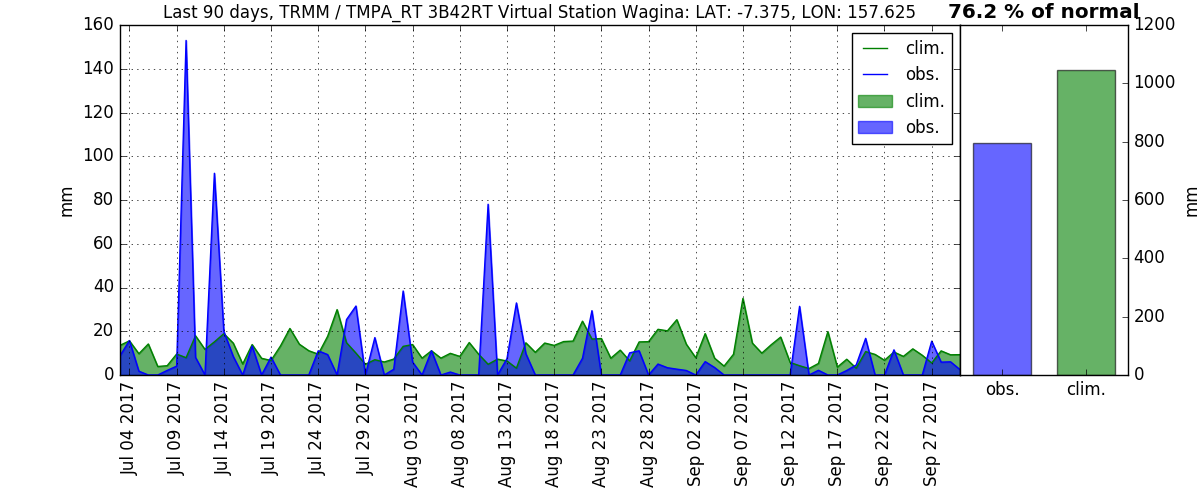 Last 90 days, TRMM / TMPA_RT 3B42RT Virtual Station Wagina: LAT: -7.375, LON: 157.625
76.2 % of normal
160
140
120
100
80
60
40
20
0
mm
clim.
obs.
clim.
obs.
Jul 04 2017
Jul 09 2017
Jul 14 2017
Jul 19 2017
Jul 24 2017
Jul 29 2017
Aug 03 2017
Aug 08 2017
Aug 13 2017
Aug 18 2017
Aug 23 2017
Aug 28 2017
Sep 02 2017
Sep 07 2017
Sep 12 2017
Sep 17 2017
Sep 22 2017
Sep 27 2017
1200
1000
800
600
400
200
0
mm
obs.
clim.